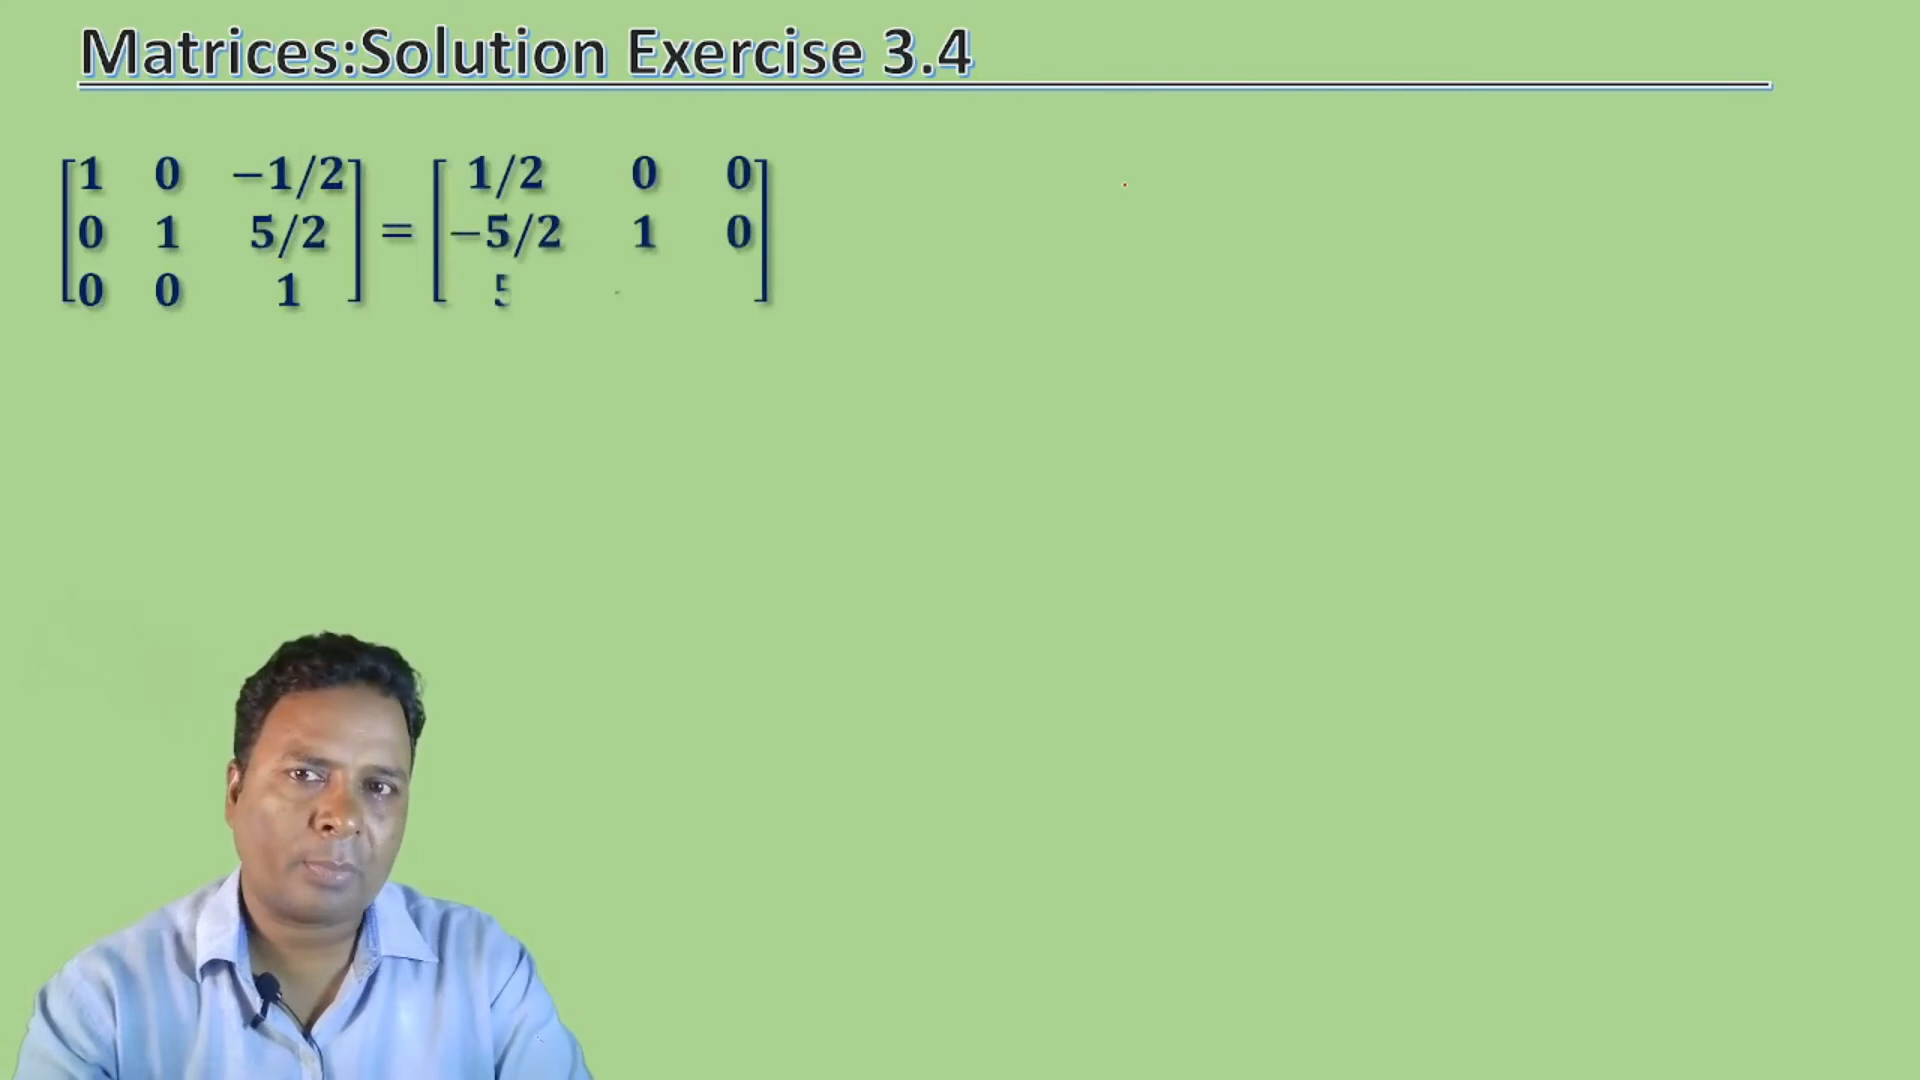 Matrices:Solution Exercise 3.4
[1 0 −1/2
0 1 5/2
0 0 1] = [1/2 0 0
−5/2 1 0
5]